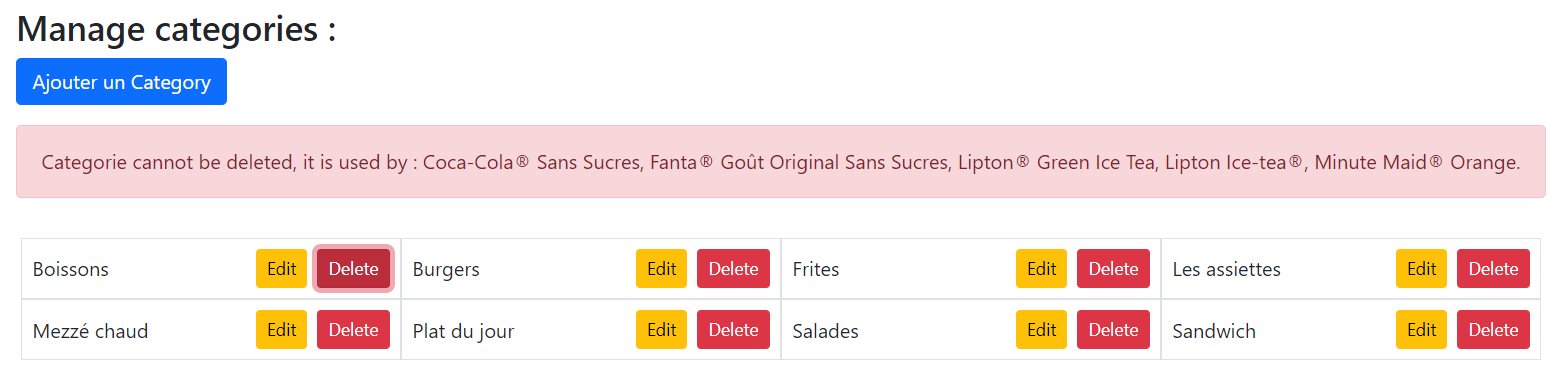 Manage categories :
Ajouter un Category
Categorie cannot be deleted, it is used by : Coca-Cola® Sans Sucres, Fanta® Goût Original Sans Sucres, Lipton® Green Ice Tea, Lipton Ice-tea®, Minute Maid® Orange.
Boissons Edit Delete Burgers Edit Delete Frites Edit Delete Les assiettes Edit Delete
Mezzé chaud Edit Delete Plat du jour Edit Delete Salades Edit Delete Sandwich Edit Delete